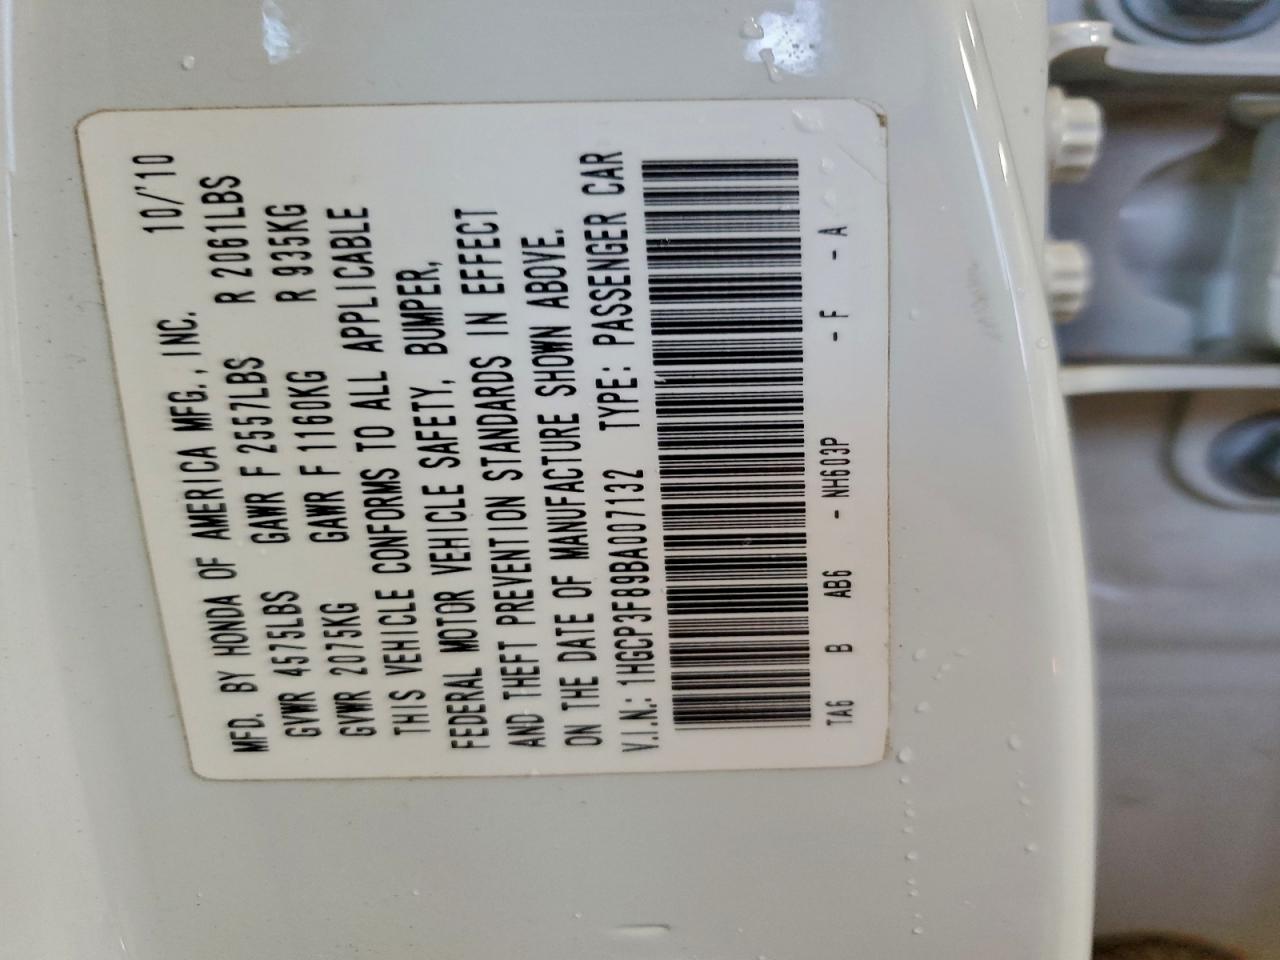 MFD. BY HONDA OF AMERICA MFG., INC. 10/'10
GVWR 4575LBS GAWR F 2557LBS R 2061LBS
GVWR 2075KG GAWR F 1160KG R 935KG
THIS VEHICLE CONFORMS TO ALL APPLICABLE
FEDERAL MOTOR VEHICLE SAFETY, BUMPER,
AND THEFT PREVENTION STANDARDS IN EFFECT
ON THE DATE OF MANUFACTURE SHOWN ABOVE.
V.I.N.: 1HGCP3F89BA007132 TYPE: PASSENGER CAR
TA6 B AB6 - NH603P - F - A